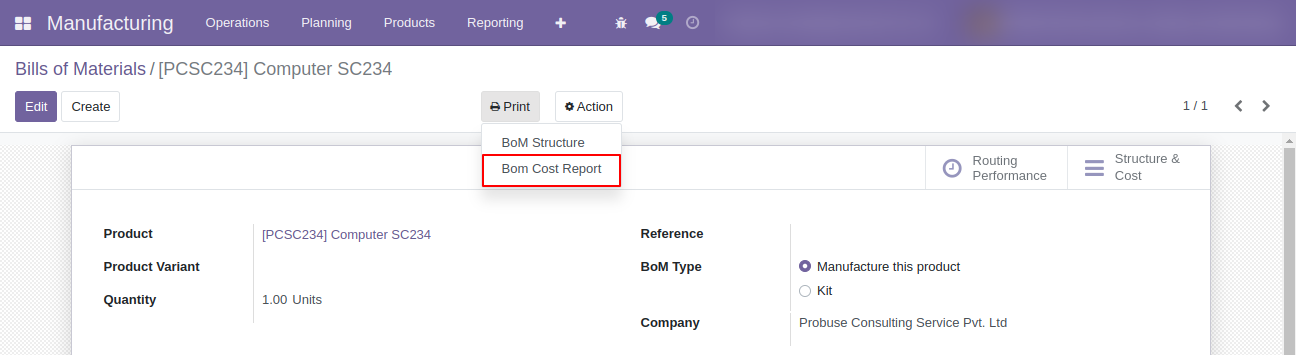 Manufacturing Operations Planning Products Reporting 5
Bills of Materials / [PCSC234] Computer SC234
Edit Create Print Action 1 / 1
BoM Structure
Bom Cost Report
Routing
Performance
Structure &
Cost
Product [PCSC234] Computer SC234
Product Variant
Quantity 1.00 Units
Reference
BoM Type Manufacture this product
Kit
Company Probuse Consulting Service Pvt. Ltd